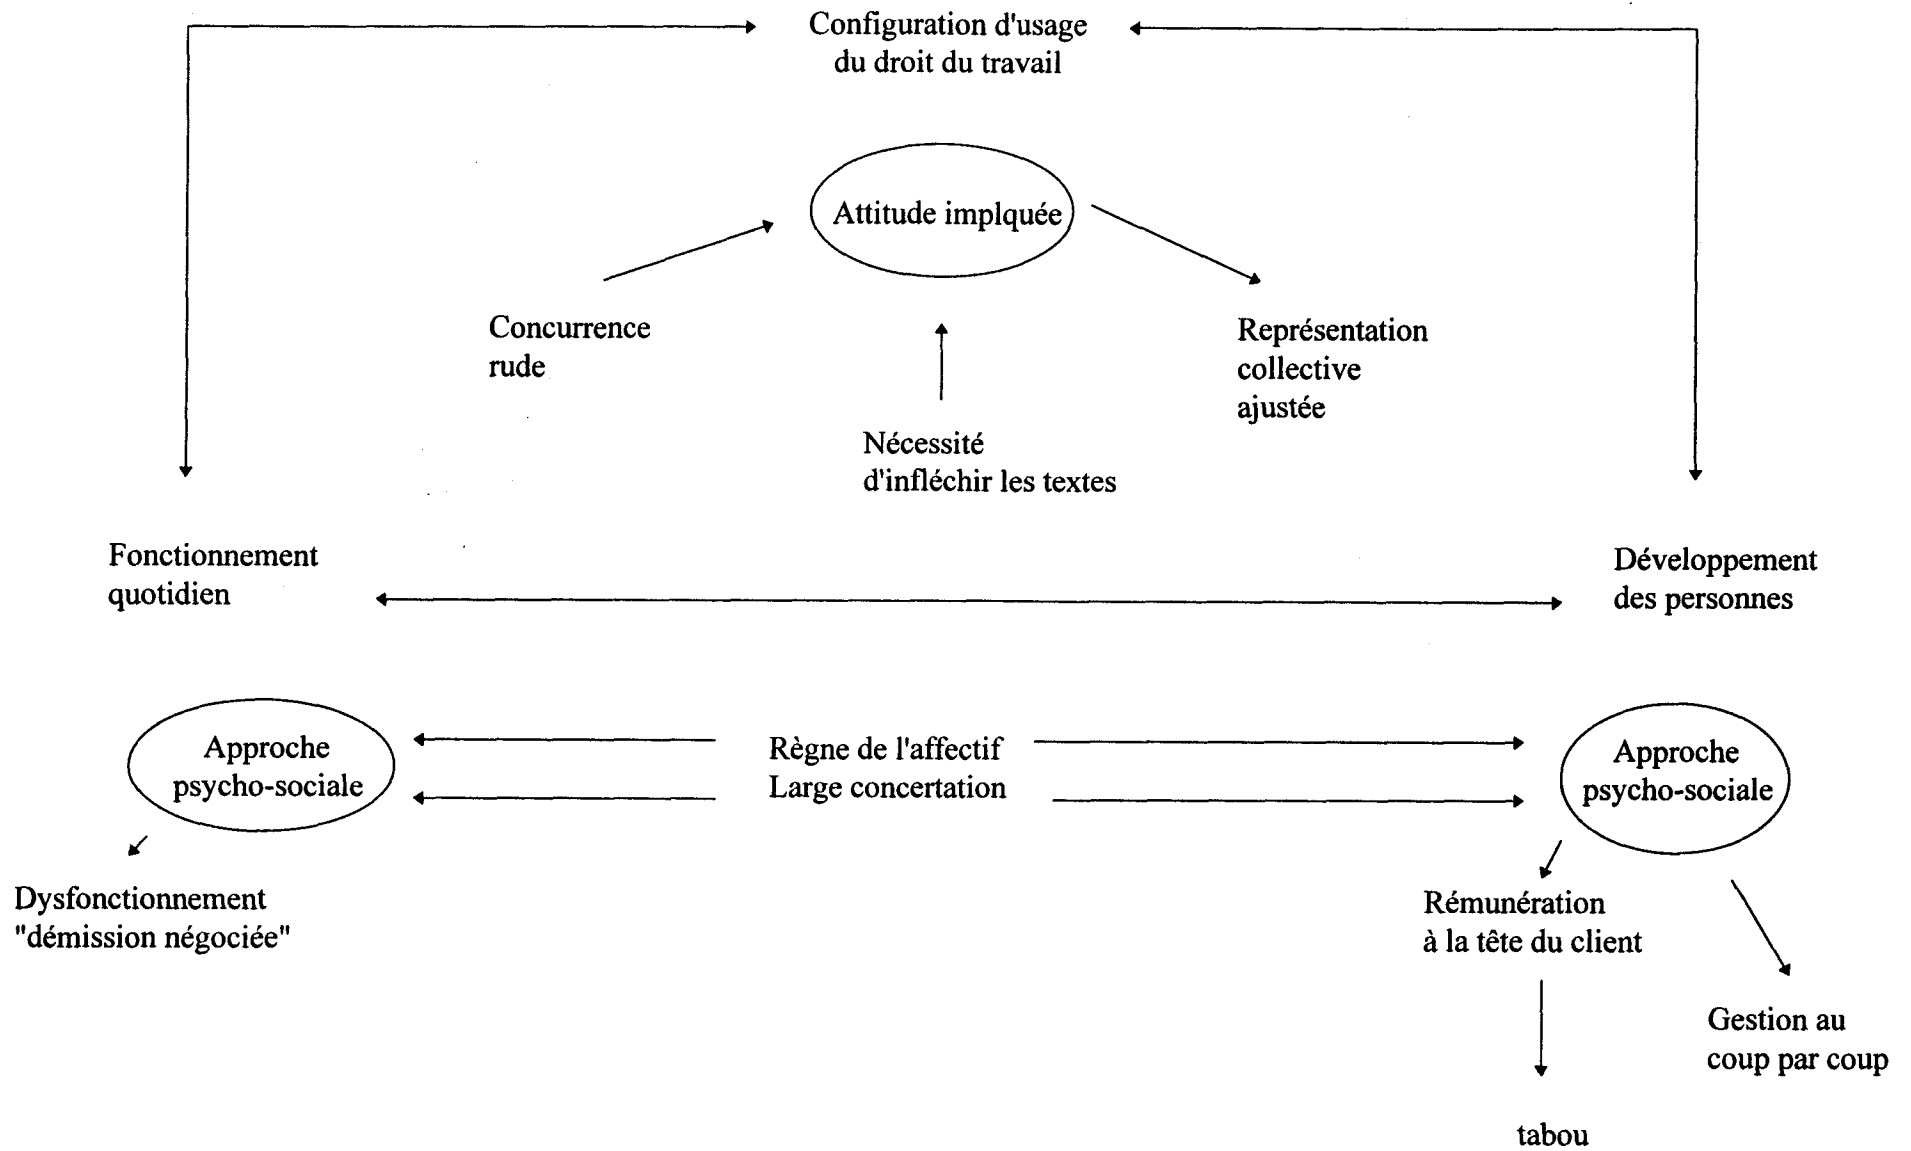 Configuration d'usage
du droit du travail
Attitude implquée
Concurrence
rude
Représentation
collective
ajustée
Nécessité
d'infléchir les textes
Fonctionnement
quotidien
Développement
des personnes
Approche
psycho-sociale
Règne de l'affectif
Large concertation
Approche
psycho-sociale
Dysfonctionnement
"démission négociée"
Rémunération
à la tête du client
Gestion au
coup par coup
tabou